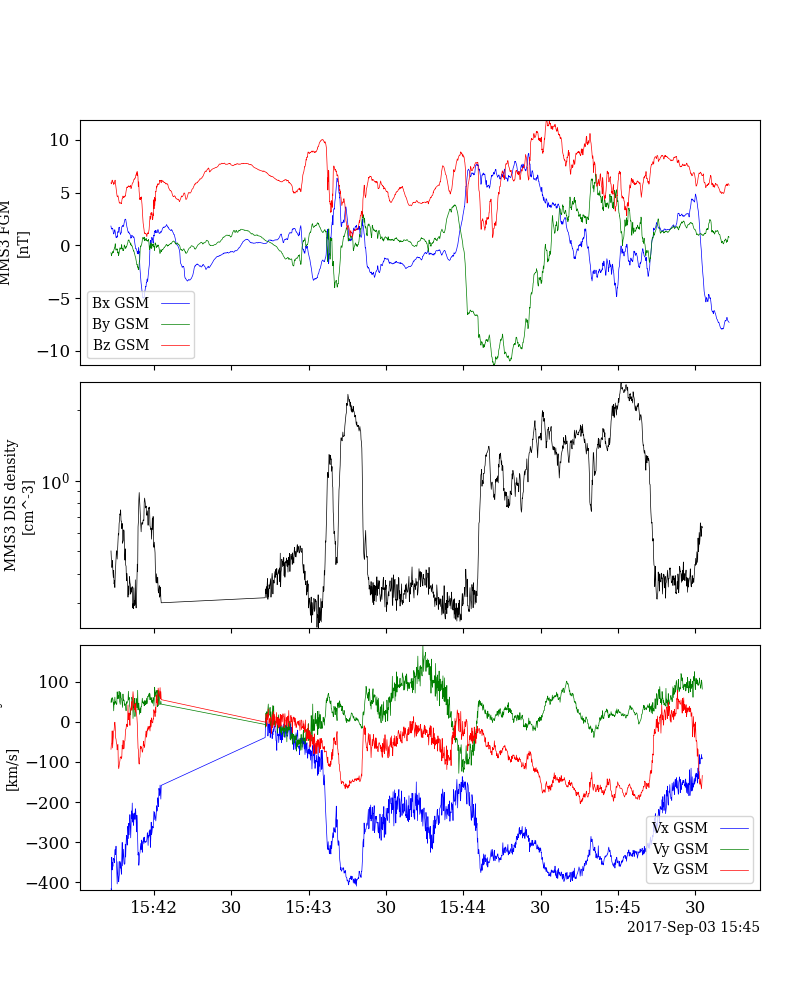 MMS3 FGM
[nT]
10
5
0
−5
−10
Bx GSM
By GSM
Bz GSM
MMS3 DIS density
[cm^-3]
10^0
[km/s]
100
0
−100
−200
−300
−400
Vx GSM
Vy GSM
Vz GSM
15:42 30 15:43 30 15:44 30 15:45 30
2017-Sep-03 15:45